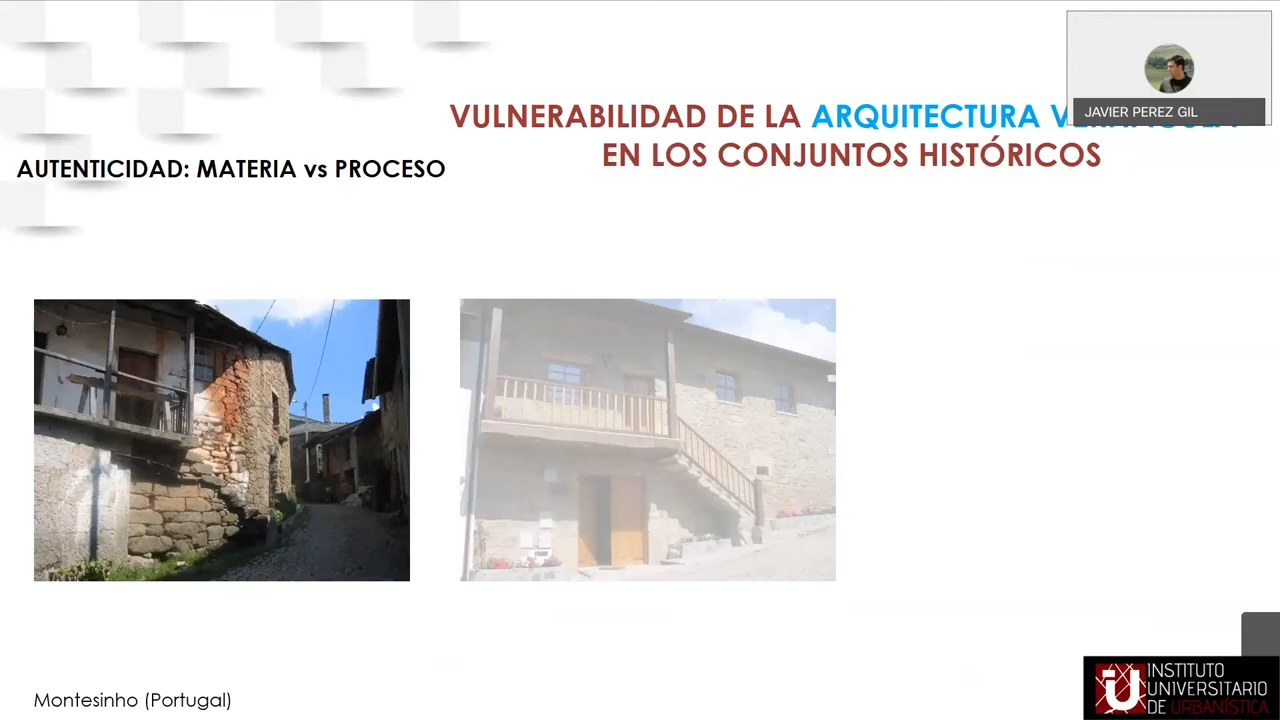 JAVIER PEREZ GIL
VULNERABILIDAD DE LA ARQUITECTURA
EN LOS CONJUNTOS HISTÓRICOS
AUTENTICIDAD: MATERIA vs PROCESO
Montesinho (Portugal)
INSTITUTO
UNIVERSITARIO
DE URBANÍSTICA